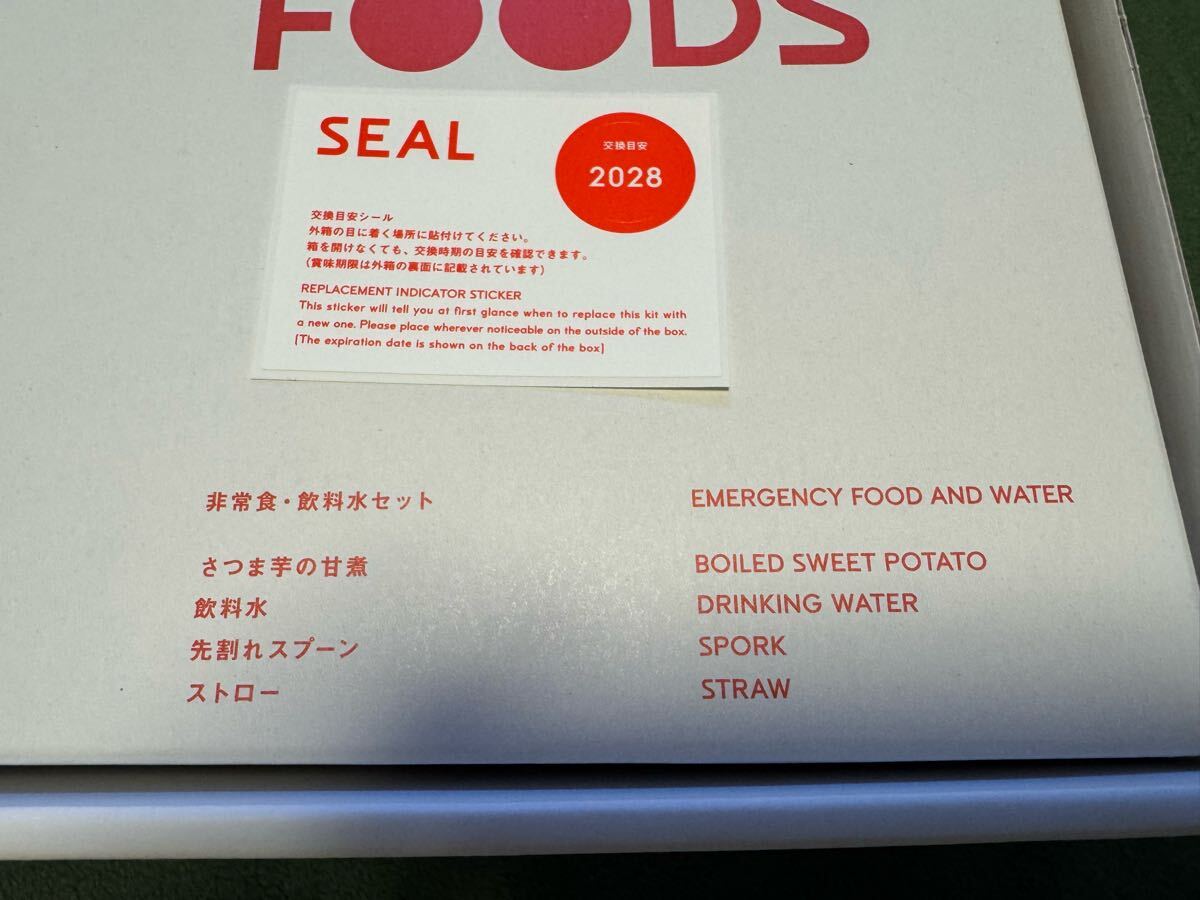 FOODS
SEAL
交換目安
2028
交換目安シール
外箱の目に着く場所に貼付けてください。
箱を開けなくても、交換時期の目安を確認できます。
(賞味期限は外箱の裏面に記載されています)
REPLACEMENT INDICATOR STICKER
This sticker will tell you at first glance when to replace this kit with
a new one. Please place wherever noticeable on the outside of the box.
(The expiration date is shown on the back of the box)
非常食・飲料水セット
さつま芋の甘煮
飲料水
先割れスプーン
ストロー
EMERGENCY FOOD AND WATER
BOILED SWEET POTATO
DRINKING WATER
SPORK
STRAW